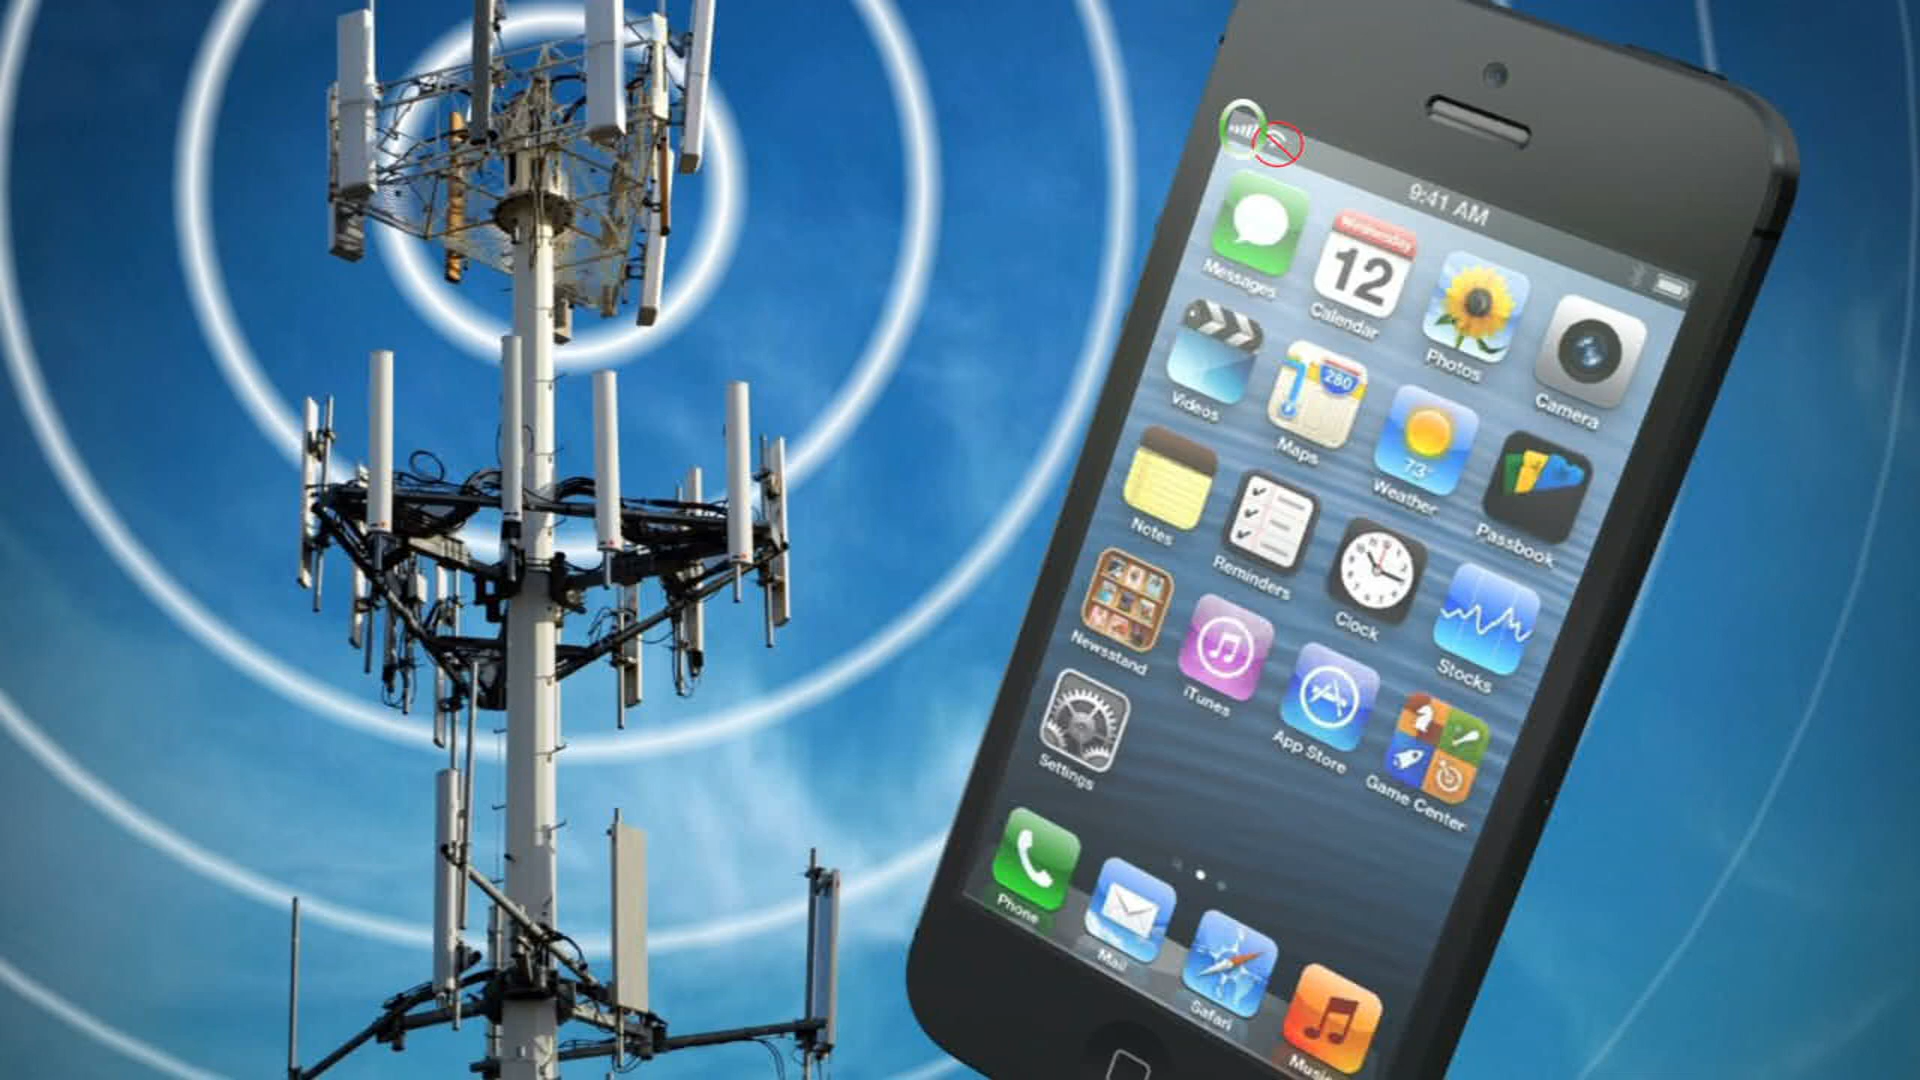 9:41 AM
Messages
Wednesday
12
Calendar
Photos
Camera
Videos
280
Maps
73°
Weather
Passbook
Notes
Reminders
Clock
Stocks
Newsstand
iTunes
App Store
Game Center
Settings
Phone
Mail
Safari
Music